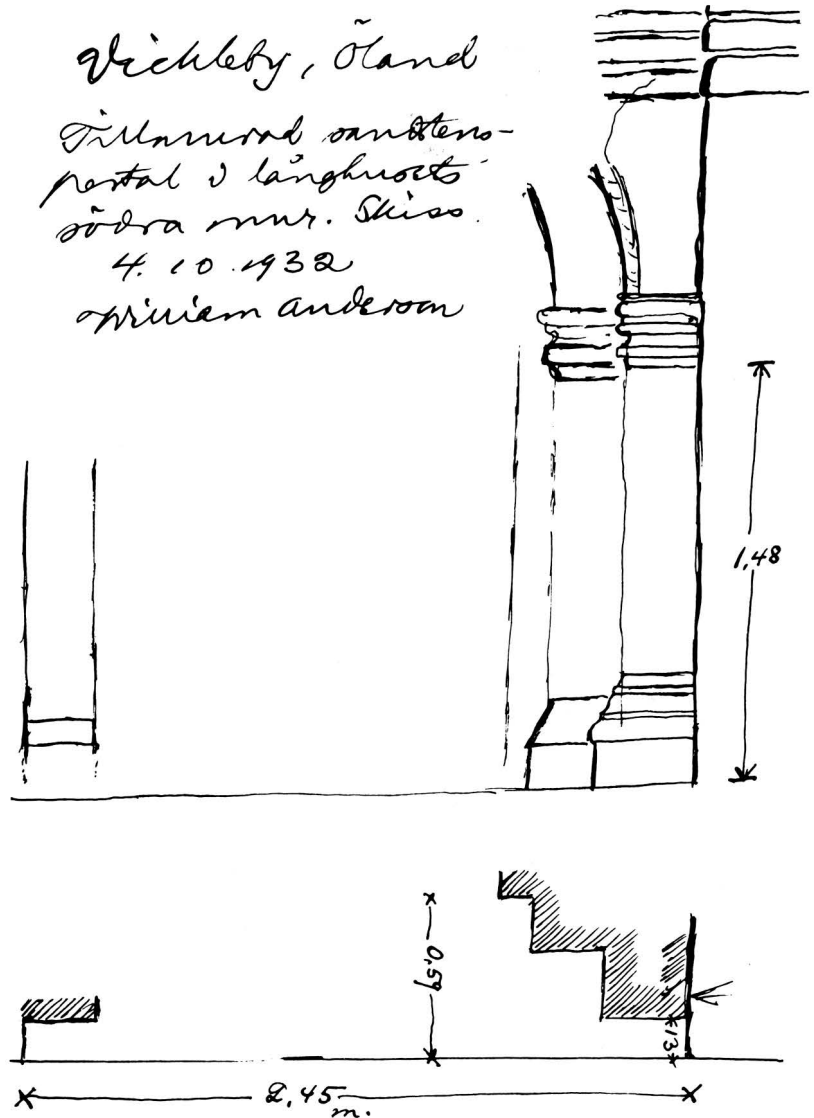 Vickleby, Öland
Tillmurad sandstens-
portal i långhusets
södra mur. Skiss.
4.10.1932
William Anderson
1,48
0,59
13
2,45
m.